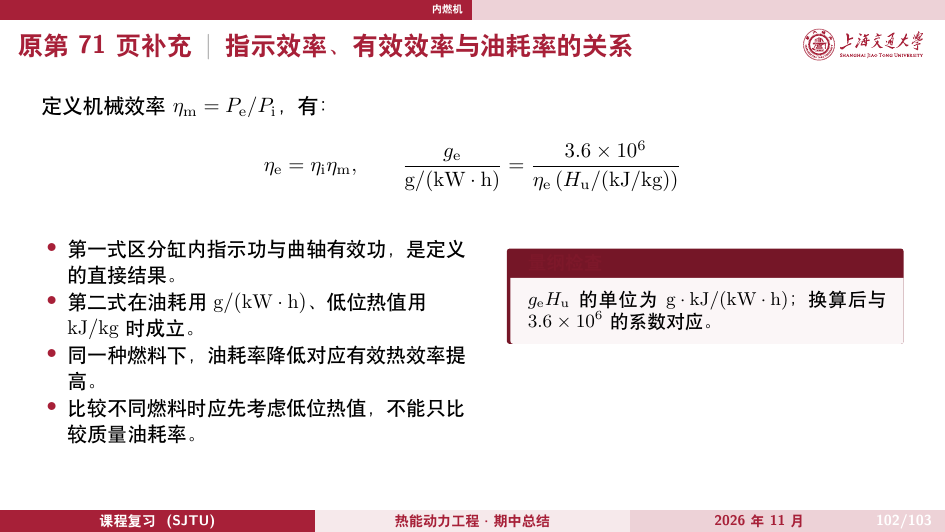 内燃机
原第 71 页补充 | 指示效率、有效效率与油耗率的关系
上海交通大学
SHANGHAI JIAO TONG UNIVERSITY
定义机械效率 ηm = Pe/Pi，有：
ηe = ηiηm, ge / g/(kW · h) = 3.6 × 10⁶ / ηe (Hu/(kJ/kg))
第一式区分缸内指示功与曲轴有效功，是定义
的直接结果。
第二式在油耗用 g/(kW · h)、低位热值用
kJ/kg 时成立。
同一种燃料下，油耗率降低对应有效热效率提
高。
比较不同燃料时应先考虑低位热值，不能只比
较质量油耗率。
geHu 的单位为 g · kJ/(kW · h)；换算后与
3.6 × 10⁶ 的系数对应。
课程复习 (SJTU)
热能动力工程 · 期中总结
2026 年 11 月
102/103